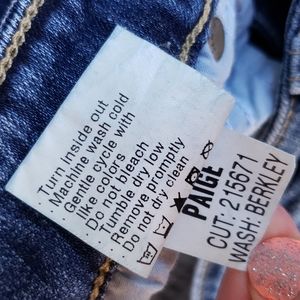 Turn Inside out
Machine wash cold
Gentle cycle with
like colors
Do not bleach
Tumble dry low
Remove promptly
Do not dry clean
PAIGE
CUT: 215671
WASH: BERKLEY